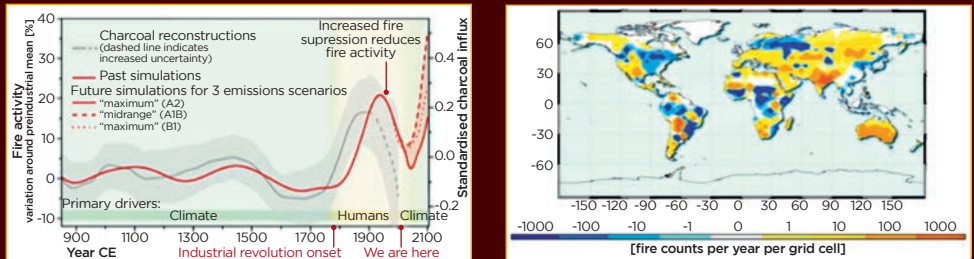 40
30
20
10
0
-10
Fire activity
variation around preindustrial mean [%]
Charcoal reconstructions
(dashed line indicates
increased uncertainty)
Past simulations
Future simulations for 3 emissions scenarios
"maximum" (A2)
"midrange" (A1B)
"maximum" (B1)
Increased fire
supression reduces
fire activity
0.4
0.2
0.0
-0.2
Standardised charcoal influx
Primary drivers:
Climate
Humans
Climate
900 1100 1300 1500 1700 1900 2100
Year CE
Industrial revolution onset
We are here
60
30
0
-30
-60
-150 -120 -90 -60 -30 0 30 60 90 120 150
-1000 -100 -10 -1 0 1 10 100 1000
[fire counts per year per grid cell]